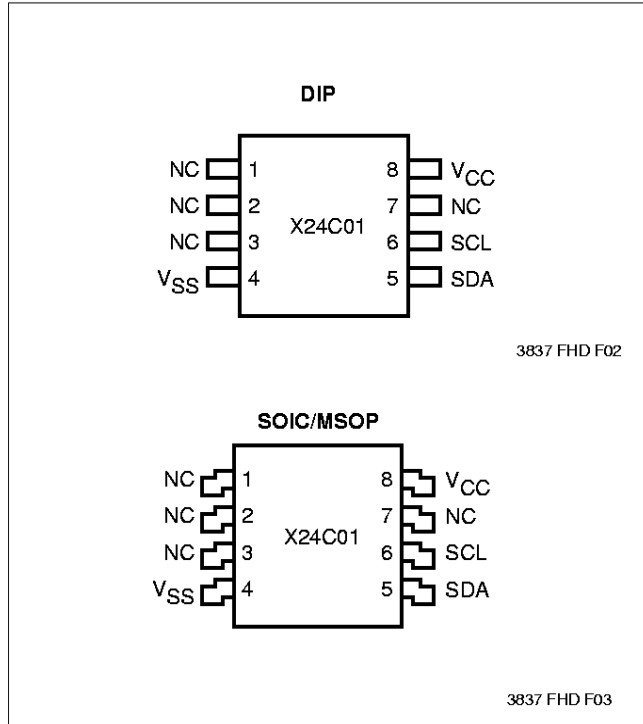 DIP
NC 1 8 VCC
NC 2 7 NC
X24C01
NC 3 6 SCL
VSS 4 5 SDA
3837 FHD F02
SOIC/MSOP
NC 1 8 VCC
NC 2 7 NC
X24C01
NC 3 6 SCL
VSS 4 5 SDA
3837 FHD F03